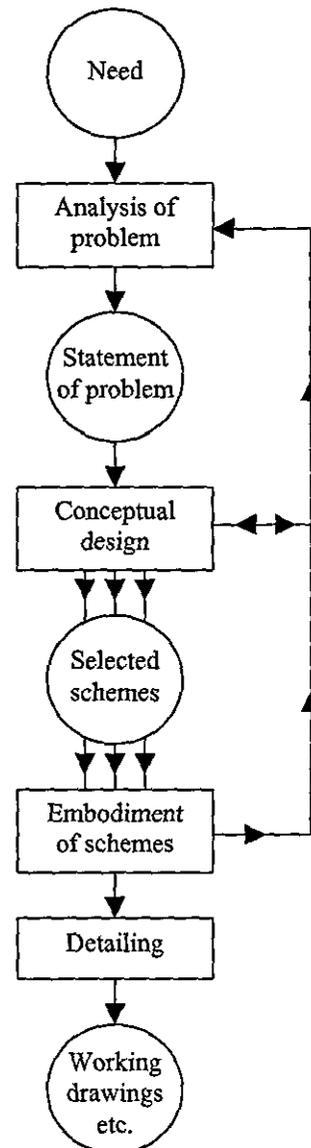 Need
Analysis of
problem
Statement
of problem
Conceptual
design
Selected
schemes
Embodiment
of schemes
Detailing
Working
drawings
etc.